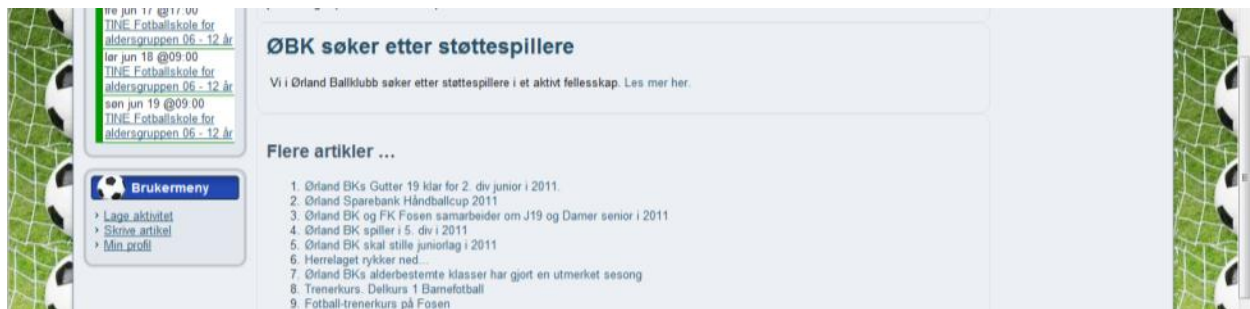 fre jun 17 @17:00
TINE Fotballskole for
aldersgruppen 06 - 12 år
lør jun 18 @09:00
TINE Fotballskole for
aldersgruppen 06 - 12 år
søn jun 19 @09:00
TINE Fotballskole for
aldersgruppen 06 - 12 år
Brukermeny
Lage aktivitet
Skrive artikel
Min profil
ØBK søker etter støttespillere
Vi i Ørland Ballklubb søker etter støttespillere i et aktivt fellesskap. Les mer her.
Flere artikler ...
1. Ørland BKs Gutter 19 klar for 2. div junior i 2011.
2. Ørland Sparebank Håndballcup 2011
3. Ørland BK og FK Fosen samarbeider om J19 og Damer senior i 2011
4. Ørland BK spiller i 5. div i 2011
5. Ørland BK skal stille juniorlag i 2011
6. Herrelaget rykker ned...
7. Ørland BKs alderbestemte klasser har gjort en utmerket sesong
8. Trenerkurs. Delkurs 1 Barnefotball
9. Fotball-trenerkurs på Fosen